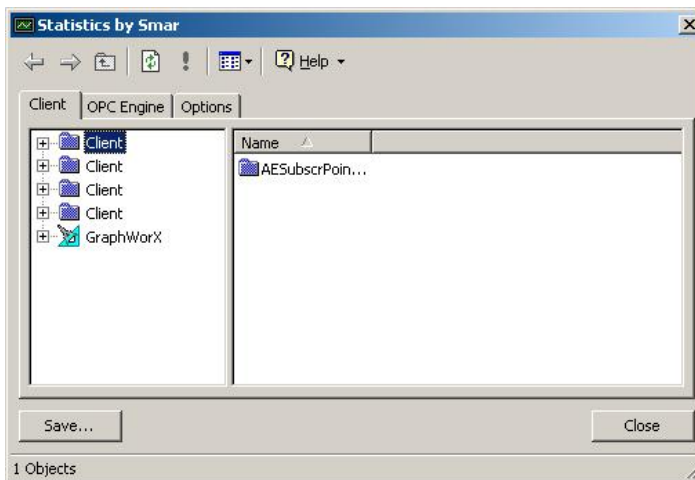 Statistics by Smar
Help
Client OPC Engine Options
Client Name
Client AESubscrPoin...
Client
Client
GraphWorX
Save... Close
1 Objects